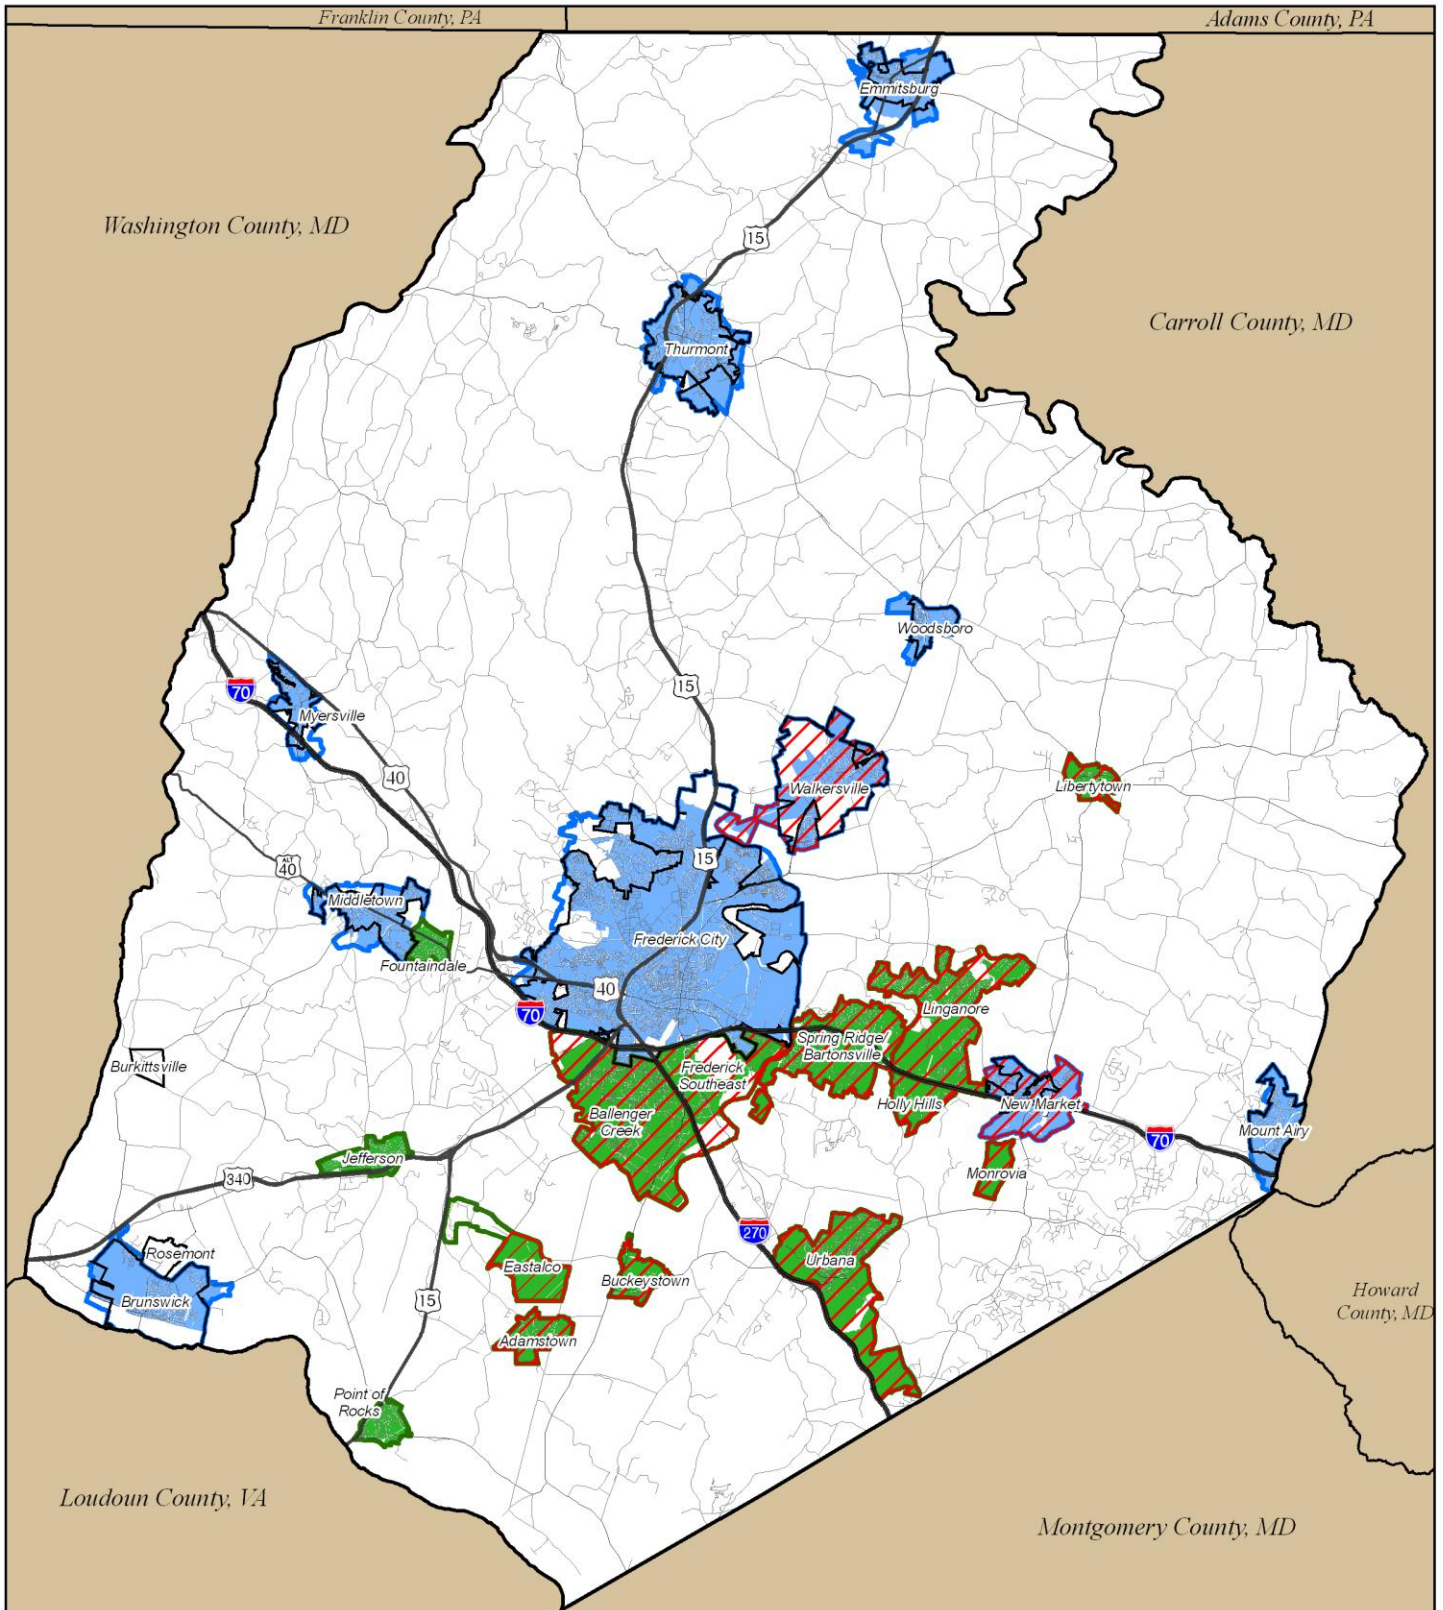 Franklin County, PA
Adams County, PA
Emmitsburg
Washington County, MD
15
Carroll County, MD
Thurmont
Woodsboro
15
70
Myersville
40
Walkersville
Libertytown
15
ALT
40
Middletown
Frederick City
Fountaindale
40
70
Linganore
Spring Ridge/
Bartonsville
Burkittsville
Frederick
Southeast
Holly Hills
New Market
Ballenger
Creek
Mount Airy
70
Jefferson
Monrovia
340
270
Rosemont
Urbana
Eastalco
Buckeystown
Brunswick
15
Howard
County, MD
Adamstown
Point of
Rocks
Loudoun County, VA
Montgomery County, MD